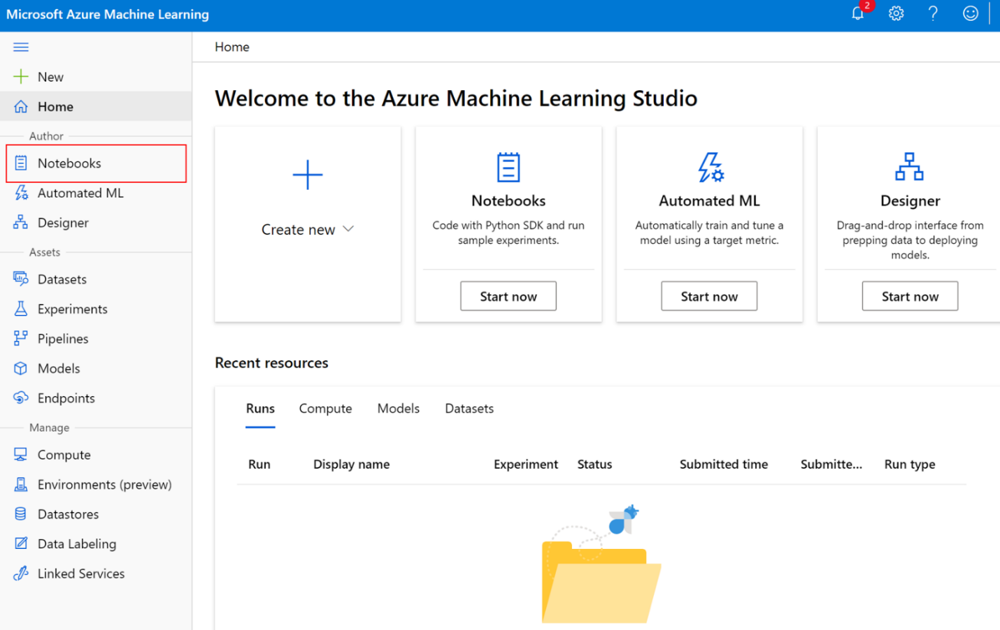 Microsoft Azure Machine Learning
2
New
Home
Author
Notebooks
Automated ML
Designer
Assets
Datasets
Experiments
Pipelines
Models
Endpoints
Manage
Compute
Environments (preview)
Datastores
Data Labeling
Linked Services
Home
Welcome to the Azure Machine Learning Studio
Create new
Notebooks
Code with Python SDK and run
sample experiments.
Start now
Automated ML
Automatically train and tune a
model using a target metric.
Start now
Designer
Drag-and-drop interface from
prepping data to deploying
models.
Start now
Recent resources
Runs Compute Models Datasets
Run Display name Experiment Status Submitted time Submitte... Run type